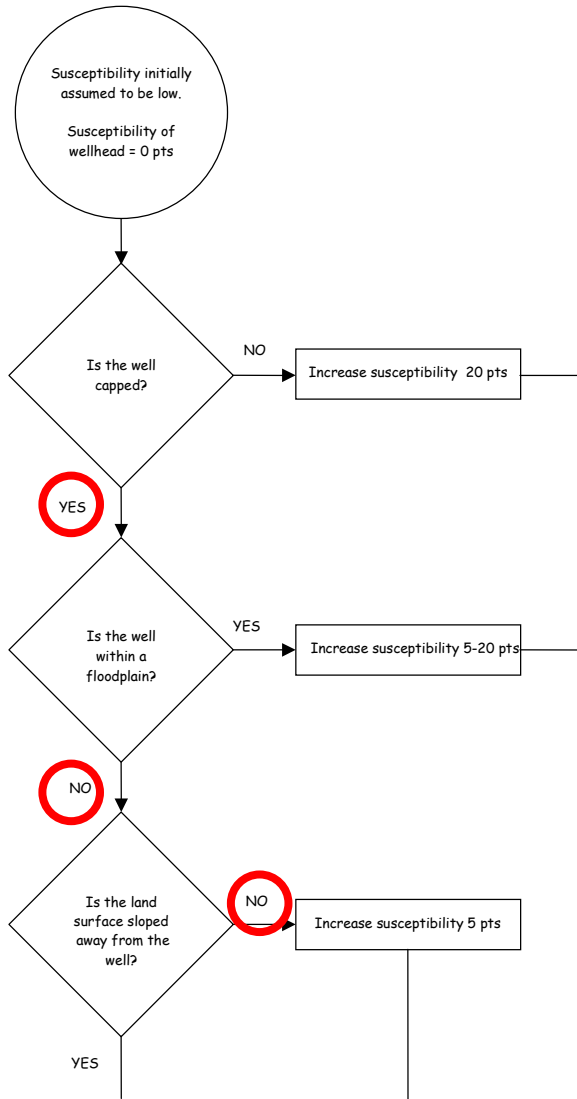 Susceptibility initially
assumed to be low.
Susceptibility of
wellhead = 0 pts
Is the well
capped?
NO
Increase susceptibility 20 pts
YES
Is the well
within a
floodplain?
YES
Increase susceptibility 5-20 pts
NO
Is the land
surface sloped
away from the
well?
NO
Increase susceptibility 5 pts
YES